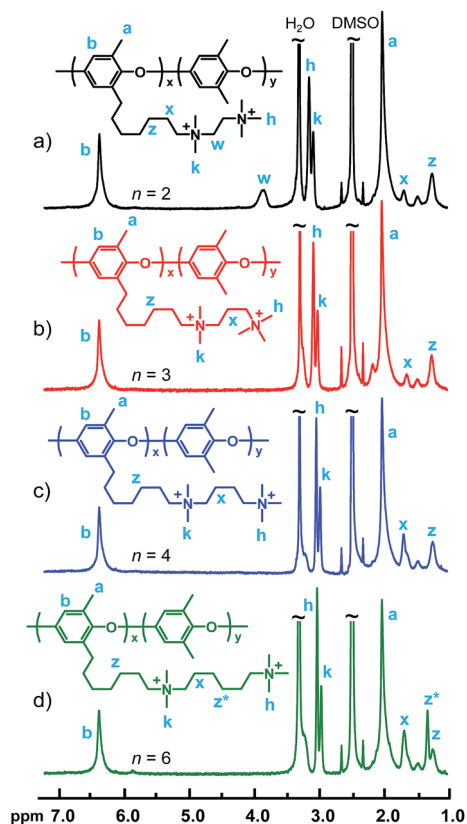 H₂O DMSO
a
b a
( O ) x ( O ) y
h
x
z N + N + h
k w
k
a) b w x z
n = 2
a
b a
( O ) x ( O ) y
h
z h
N + N +
k x
k
b) b x z
n = 3
a
b a
( O ) x ( O ) y
h
z
N + N +
k x h
k
c) b x z
n = 4
a
b a
( O ) x ( O ) y
h
z N +
N + x h
k z*
k
z*
d) b x z
n = 6
ppm 7.0 6.0 5.0 4.0 3.0 2.0 1.0